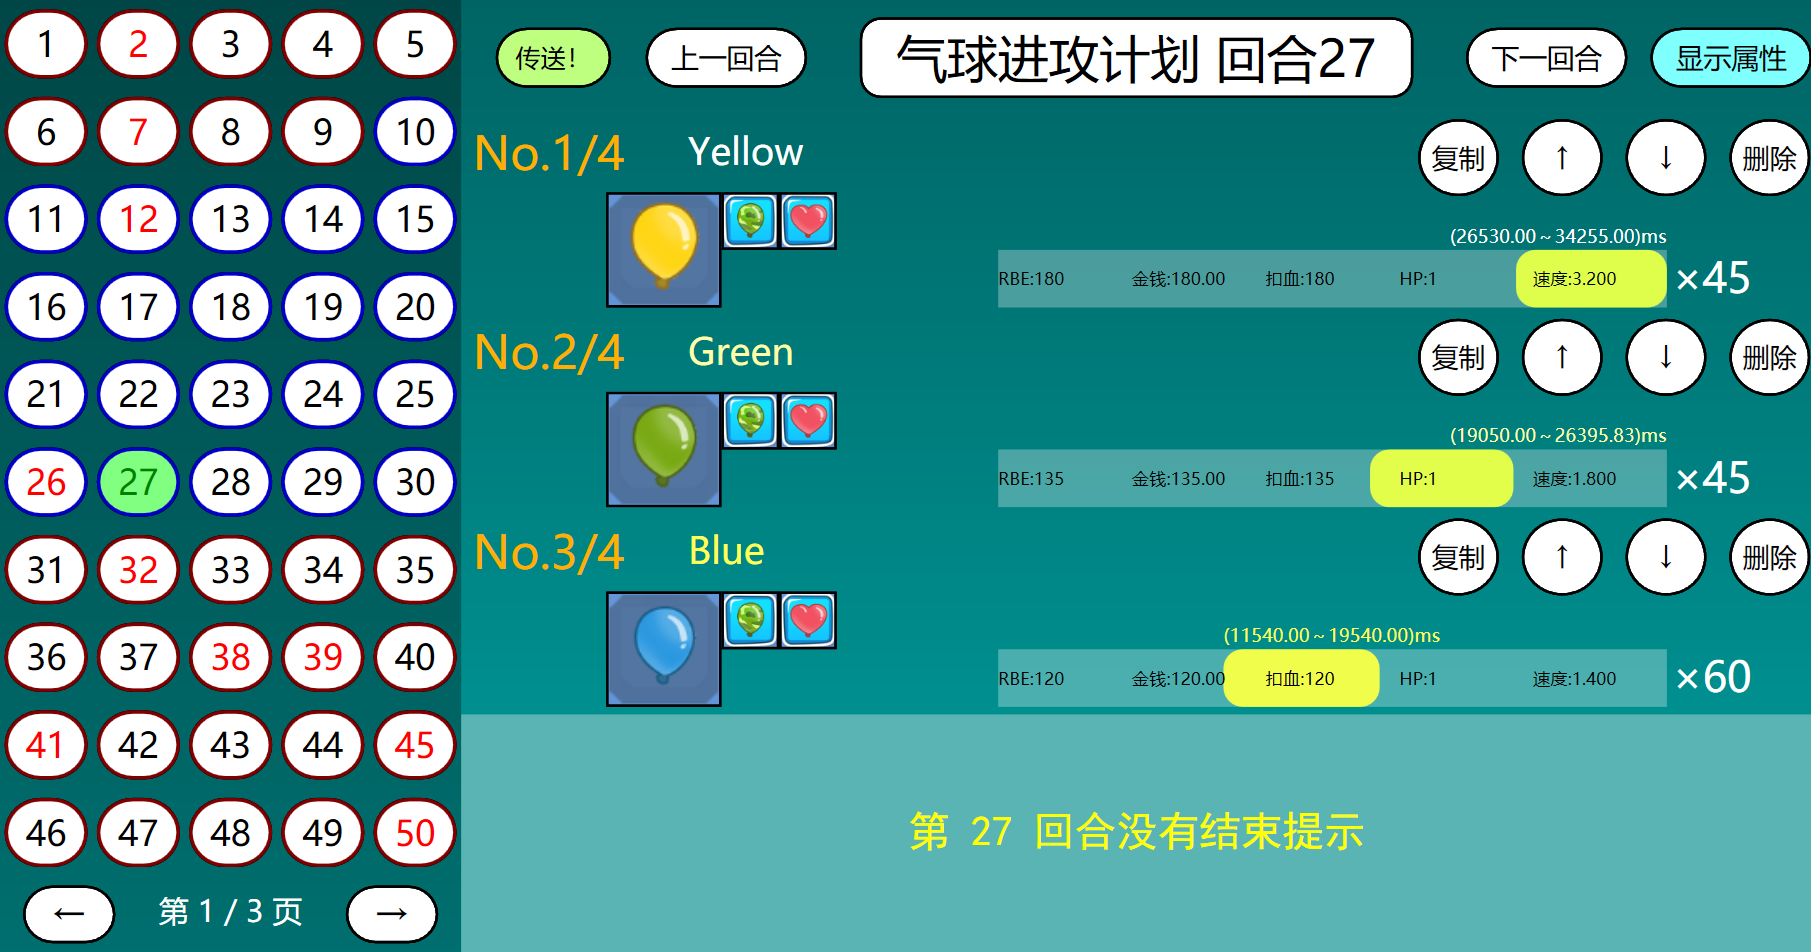 1 2 3 4 5
6 7 8 9 10
11 12 13 14 15
16 17 18 19 20
21 22 23 24 25
26 27 28 29 30
31 32 33 34 35
36 37 38 39 40
41 42 43 44 45
46 47 48 49 50
← 第 1 / 3 页 →
传送! 上一回合 气球进攻计划 回合27 下一回合 显示属性
No.1/4 Yellow 复制 ↑ ↓ 删除
(26530.00 ~ 34255.00)ms
RBE:180 金钱:180.00 扣血:180 HP:1 速度:3.200 ×45
No.2/4 Green 复制 ↑ ↓ 删除
(19050.00 ~ 26395.83)ms
RBE:135 金钱:135.00 扣血:135 HP:1 速度:1.800 ×45
No.3/4 Blue 复制 ↑ ↓ 删除
(11540.00 ~ 19540.00)ms
RBE:120 金钱:120.00 扣血:120 HP:1 速度:1.400 ×60
第 27 回合没有结束提示